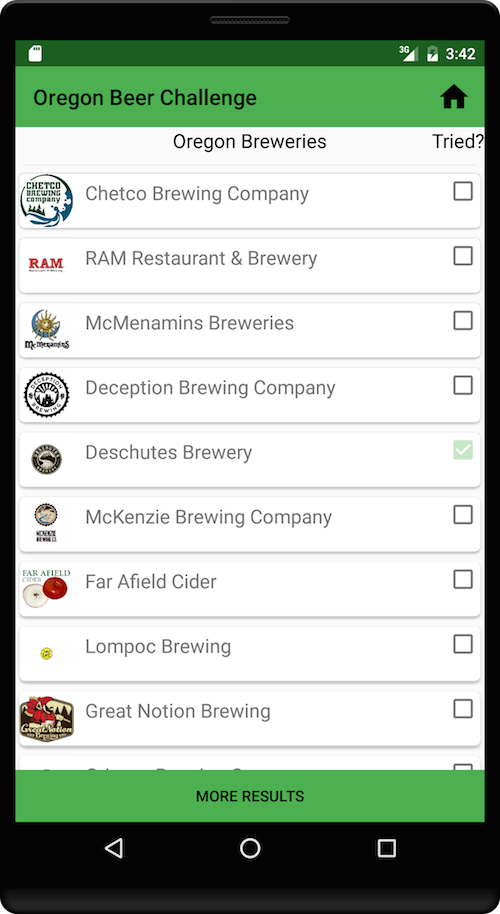 3G 3:42
Oregon Beer Challenge
Oregon Breweries Tried?
CHETCO
BREWING
company
Chetco Brewing Company
RAM
RAM Restaurant & Brewery
McMenamins
McMenamins Breweries
DECEPTION
BREWING
Deception Brewing Company
Deschutes Brewery
MCKENZIE
BREWING CO.
McKenzie Brewing Company
FAR AFIELD
CIDER
Far Afield Cider
Lompoc Brewing
Great Notion
Brewing
Great Notion Brewing
MORE RESULTS